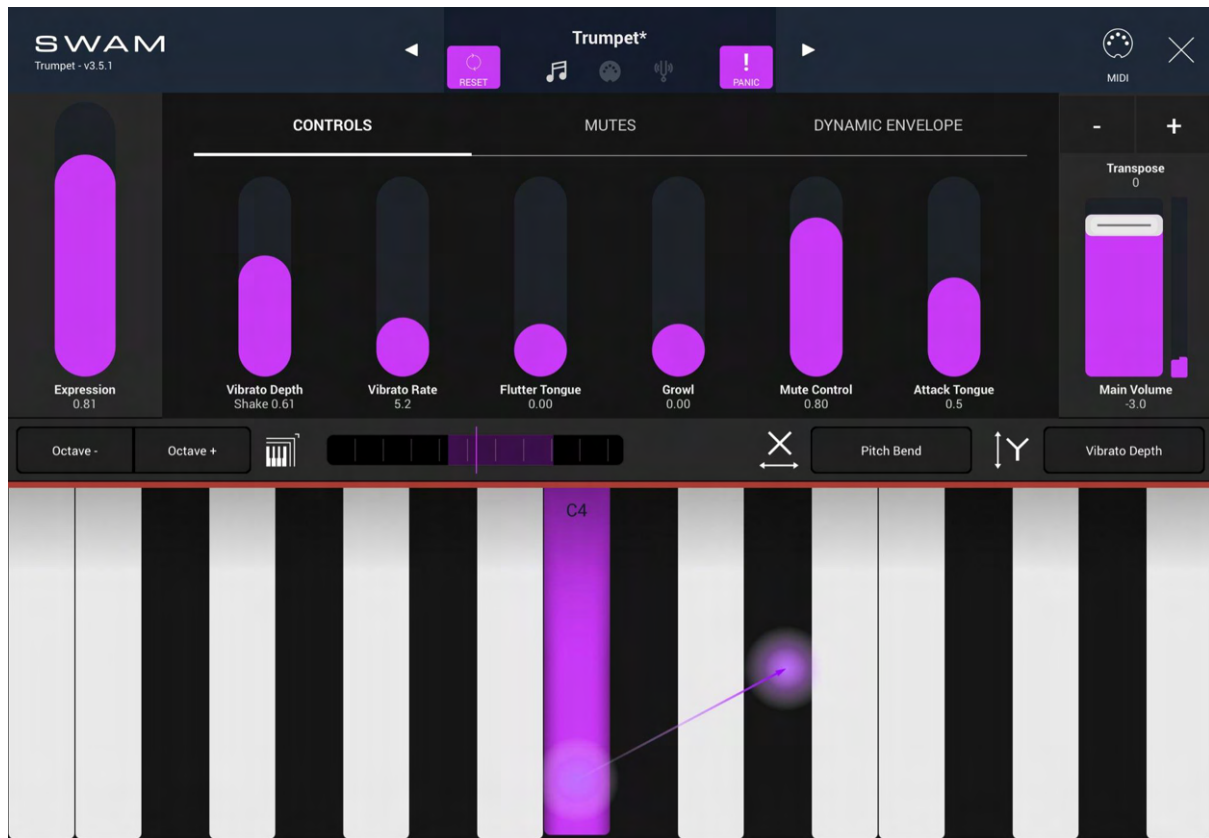 SWAM
Trumpet - v3.5.1
Trumpet*
RESET
!
PANIC
MIDI
CONTROLS
MUTES
DYNAMIC ENVELOPE
-
+
Transpose
0
Expression
0.81
Vibrato Depth
Shake 0.61
Vibrato Rate
5.2
Flutter Tongue
0.00
Growl
0.00
Mute Control
0.80
Attack Tongue
0.5
Main Volume
-3.0
Octave -
Octave +
X
Pitch Bend
Y
Vibrato Depth
C4